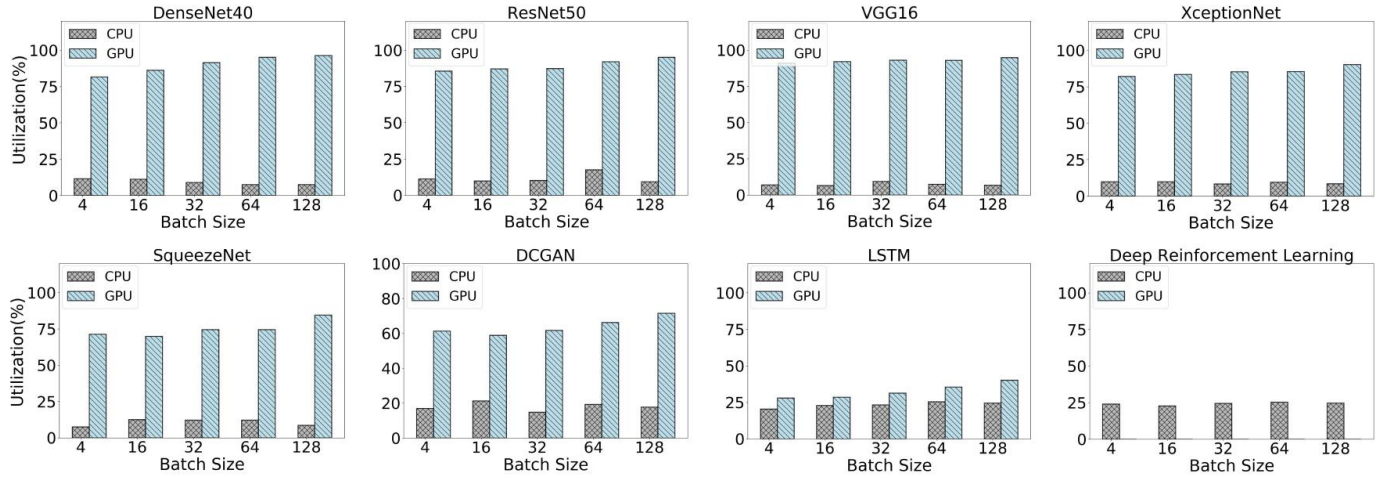 DenseNet40
CPU
GPU
Utilization(%)
100
75
50
25
0
4 16 32 64 128
Batch Size
ResNet50
CPU
GPU
100
75
50
25
0
4 16 32 64 128
Batch Size
VGG16
CPU
GPU
100
75
50
25
0
4 16 32 64 128
Batch Size
XceptionNet
CPU
GPU
100
75
50
25
0
4 16 32 64 128
Batch Size
SqueezeNet
CPU
GPU
Utilization(%)
100
75
50
25
0
4 16 32 64 128
Batch Size
DCGAN
CPU
GPU
100
80
60
40
20
0
4 16 32 64 128
Batch Size
LSTM
CPU
GPU
100
75
50
25
0
4 16 32 64 128
Batch Size
Deep Reinforcement Learning
CPU
GPU
100
75
50
25
0
4 16 32 64 128
Batch Size